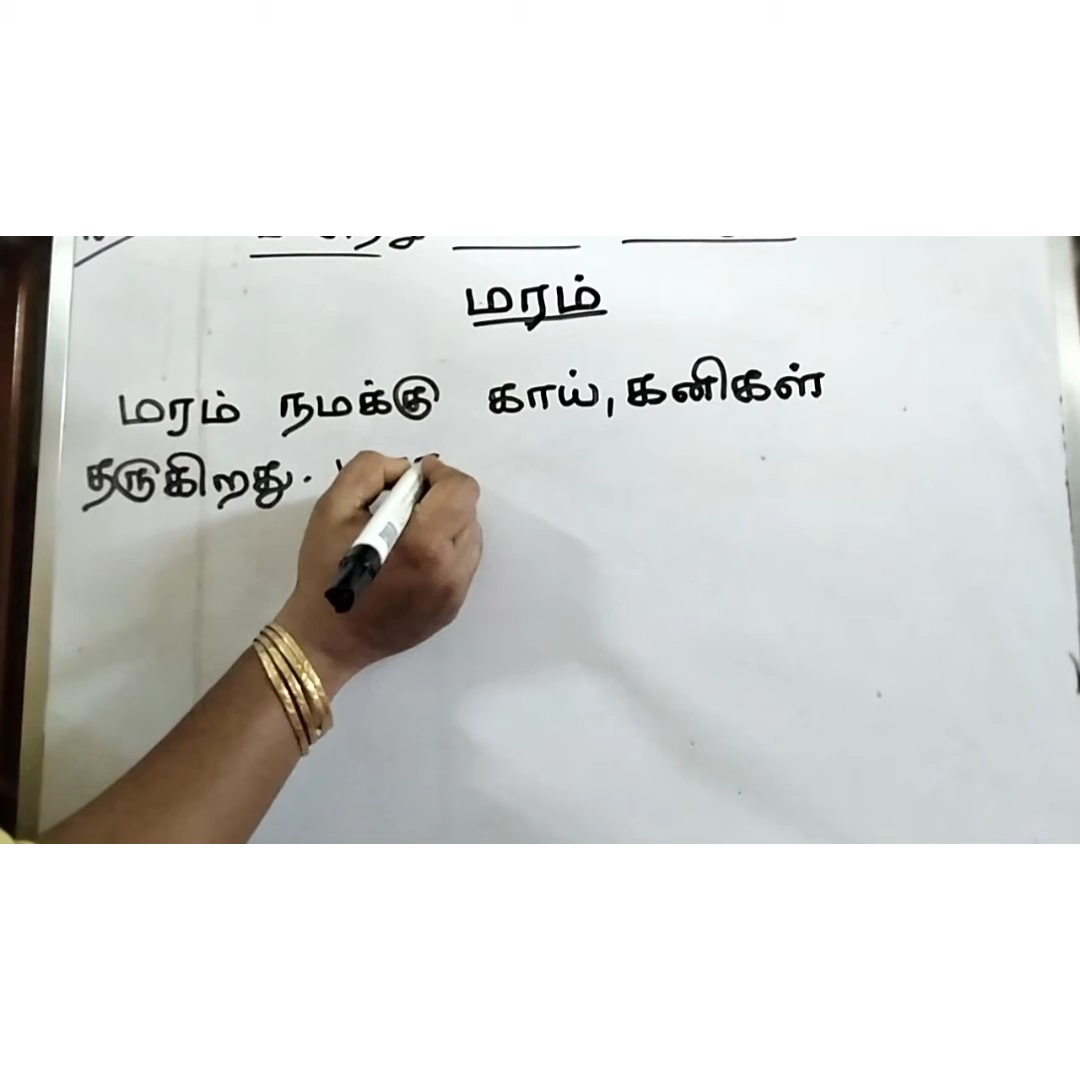 மரம்
மரம் நமக்கு காய், கனிகள்
தருகிறது.